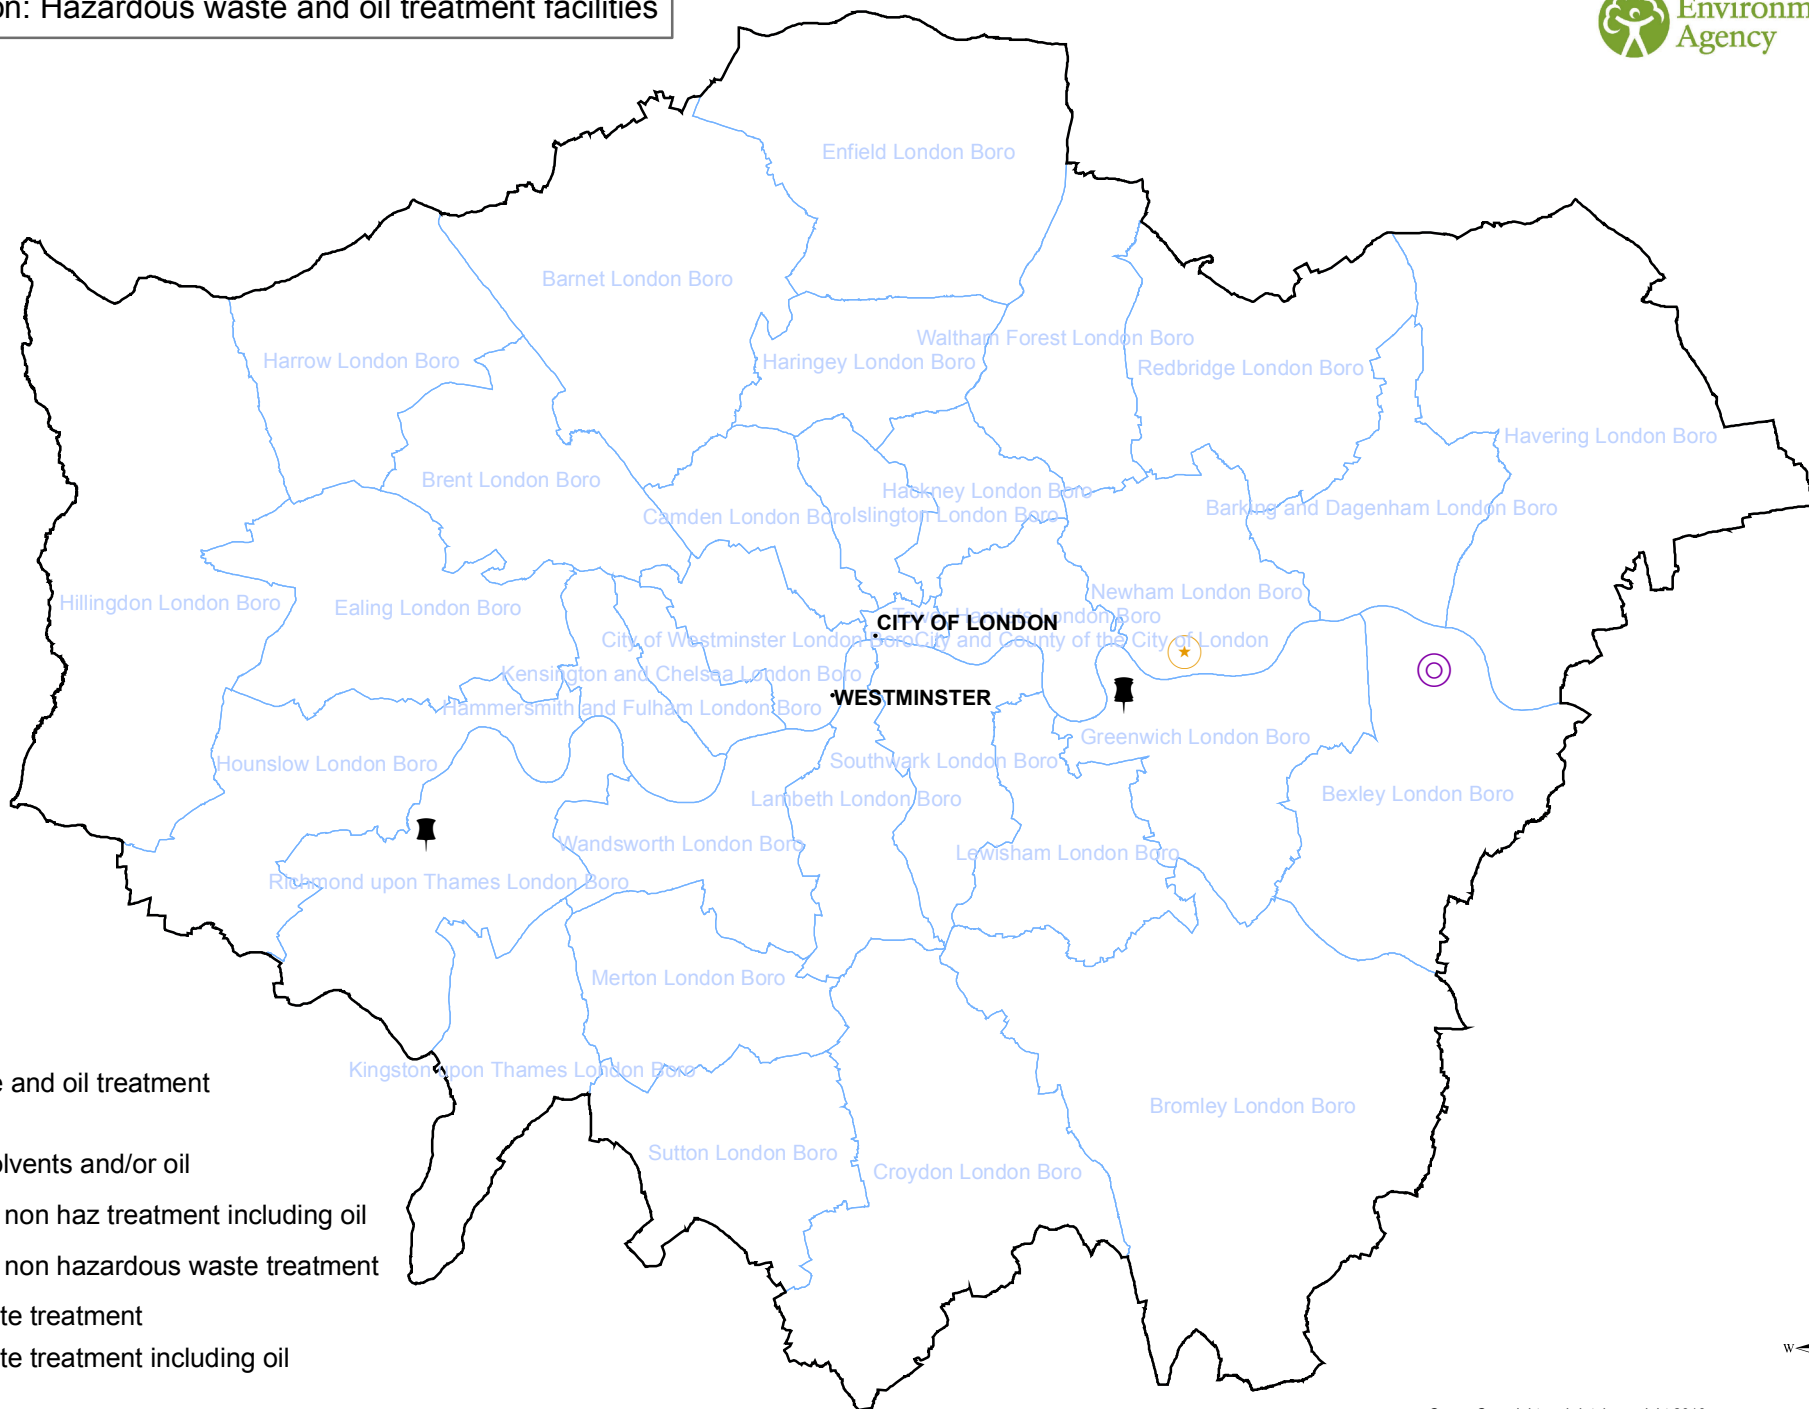 on: Hazardous waste and oil treatment facilities
Environm
Agency
Enfield London Boro
Barnet London Boro
Waltham Forest London Boro
Harrow London Boro
Haringey London Boro
Redbridge London Boro
Havering London Boro
Brent London Boro
Hackney London Boro
Camden London Boro
Islington London Boro
Barking and Dagenham London Boro
Newham London Boro
Hillingdon London Boro
Ealing London Boro
Tower Hamlets London Boro
CITY OF LONDON
City of Westminster London Boro
City and County of the City of London
Kensington and Chelsea London Boro
WESTMINSTER
Hammersmith and Fulham London Boro
Greenwich London Boro
Hounslow London Boro
Southwark London Boro
Bexley London Boro
Lambeth London Boro
Wandsworth London Boro
Lewisham London Boro
Richmond upon Thames London Boro
Merton London Boro
Kingston upon Thames London Boro
Bromley London Boro
Sutton London Boro
Croydon London Boro
e and oil treatment
olvents and/or oil
non haz treatment including oil
non hazardous waste treatment
te treatment
te treatment including oil
W